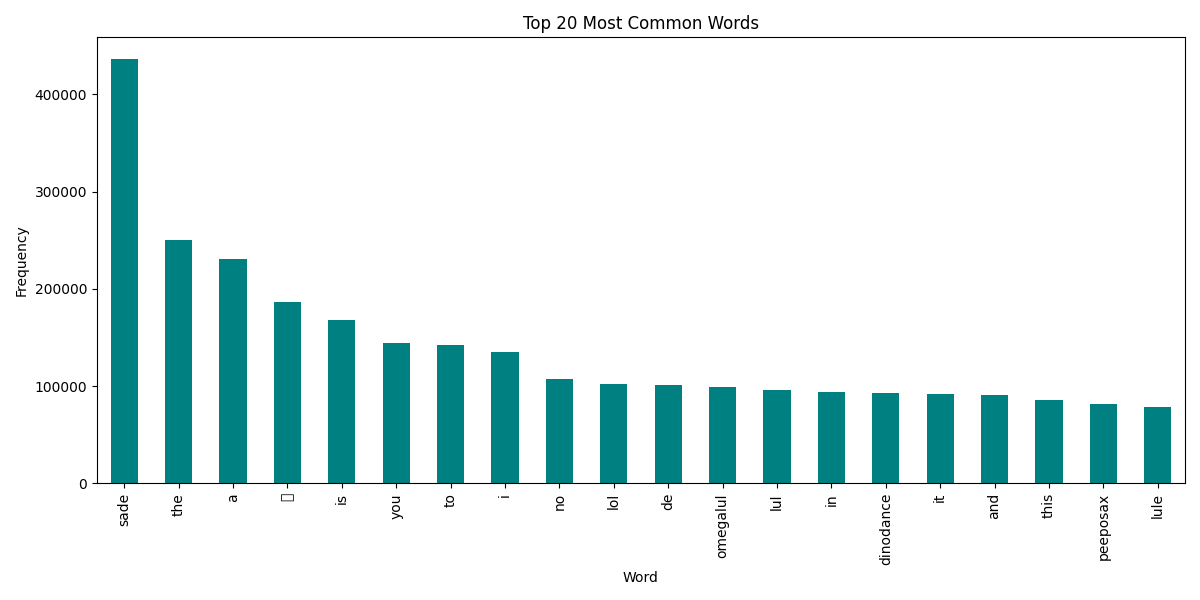 Top 20 Most Common Words
Frequency
400000
300000
200000
100000
0
sade
the
a
is
you
to
i
no
lol
de
omegalul
lul
in
dinodance
it
and
this
peeposax
lule
Word